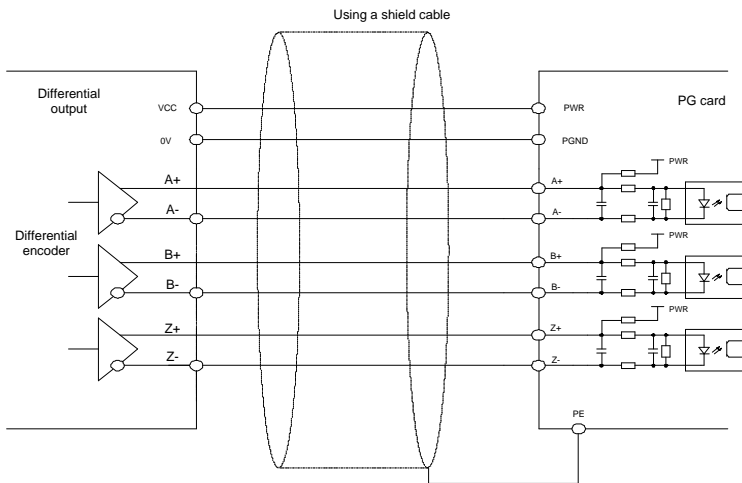 Using a shield cable
Differential
output
VCC
0V
A+
A-
Differential
encoder
B+
B-
Z+
Z-
PG card
PWR
PGND
PWR
A+
A-
PWR
B+
B-
PWR
Z+
Z-
PE